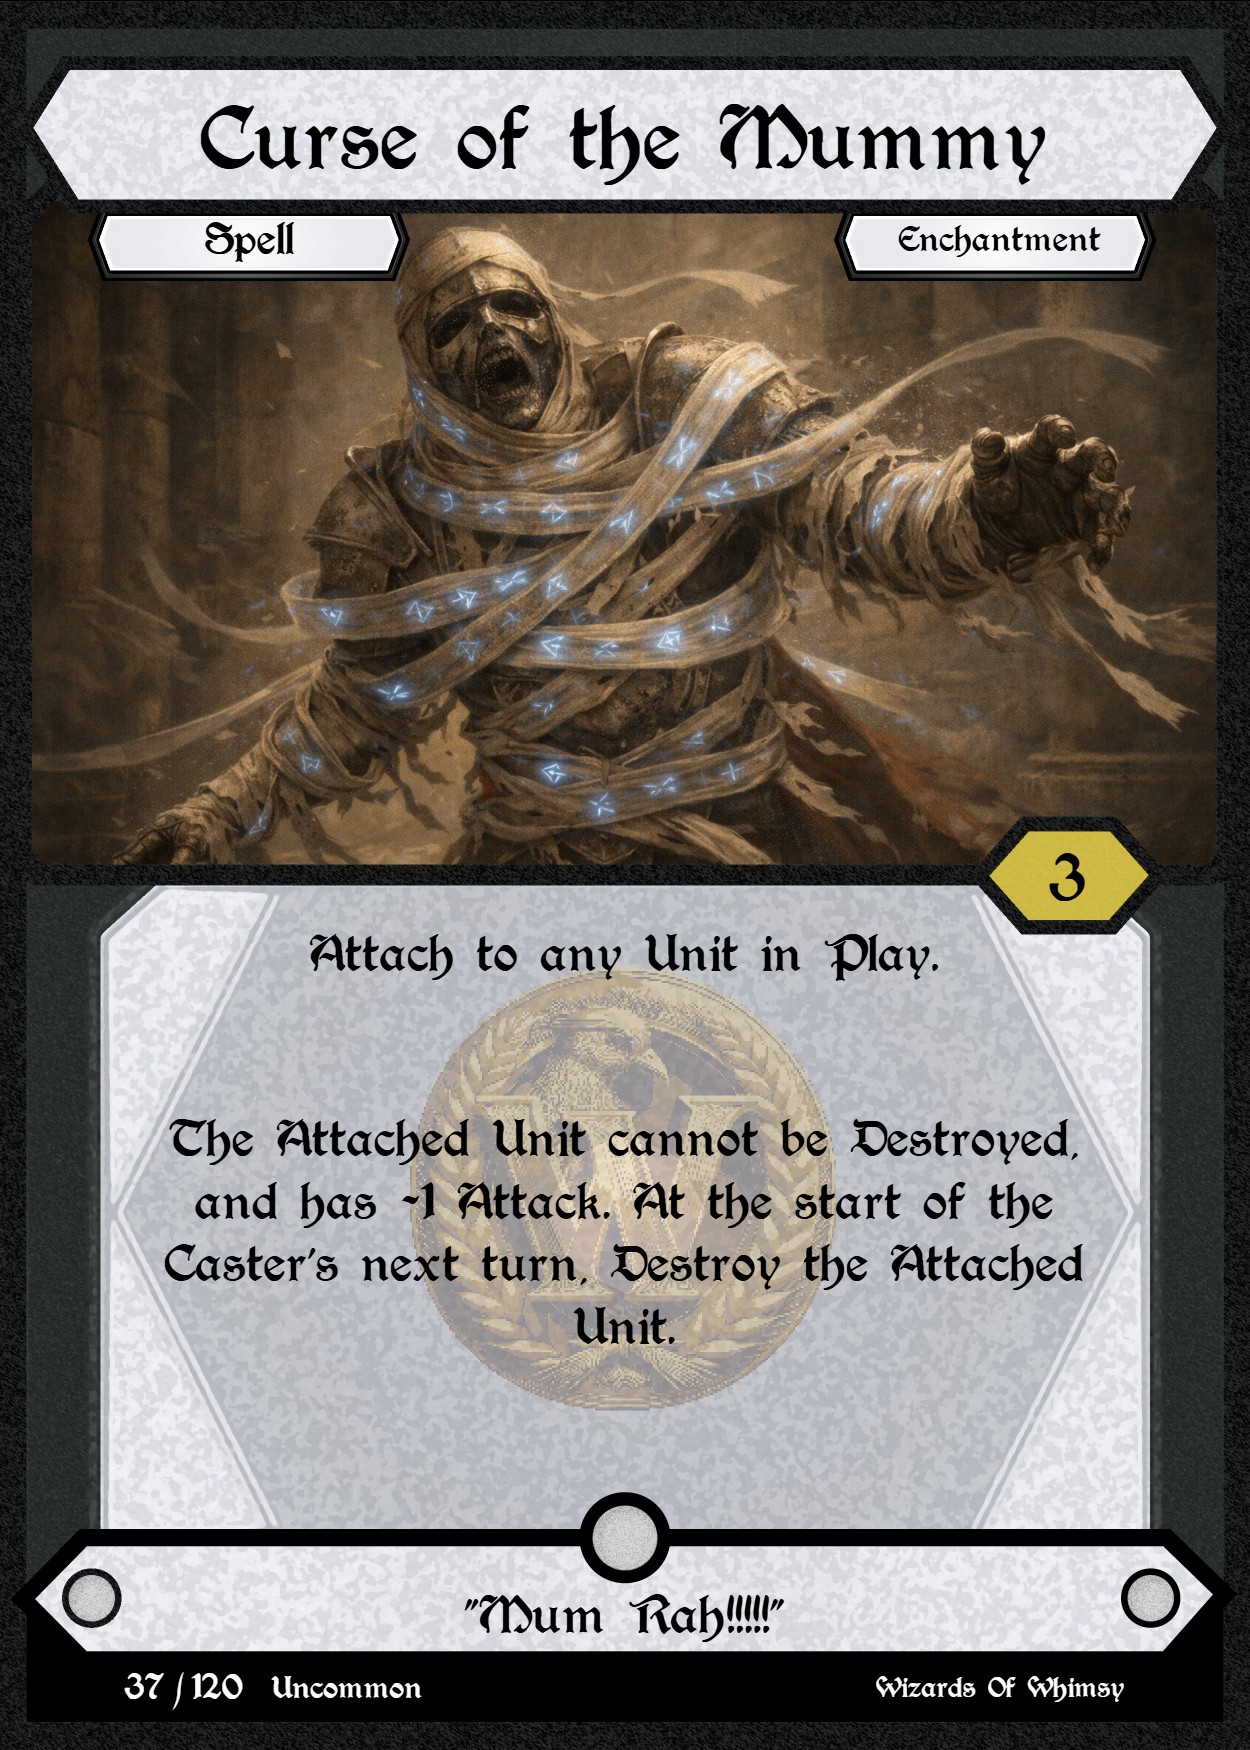 Curse of the Mummy
Spell
Enchantment
3
Attach to any Unit in Play.
The Attached Unit cannot be Destroyed,
and has -1 Attack. At the start of the
Caster's next turn, Destroy the Attached
Unit.
W
"Mum Rah!!!!!"
37 / 120 Uncommon
Wizards Of Whimsy